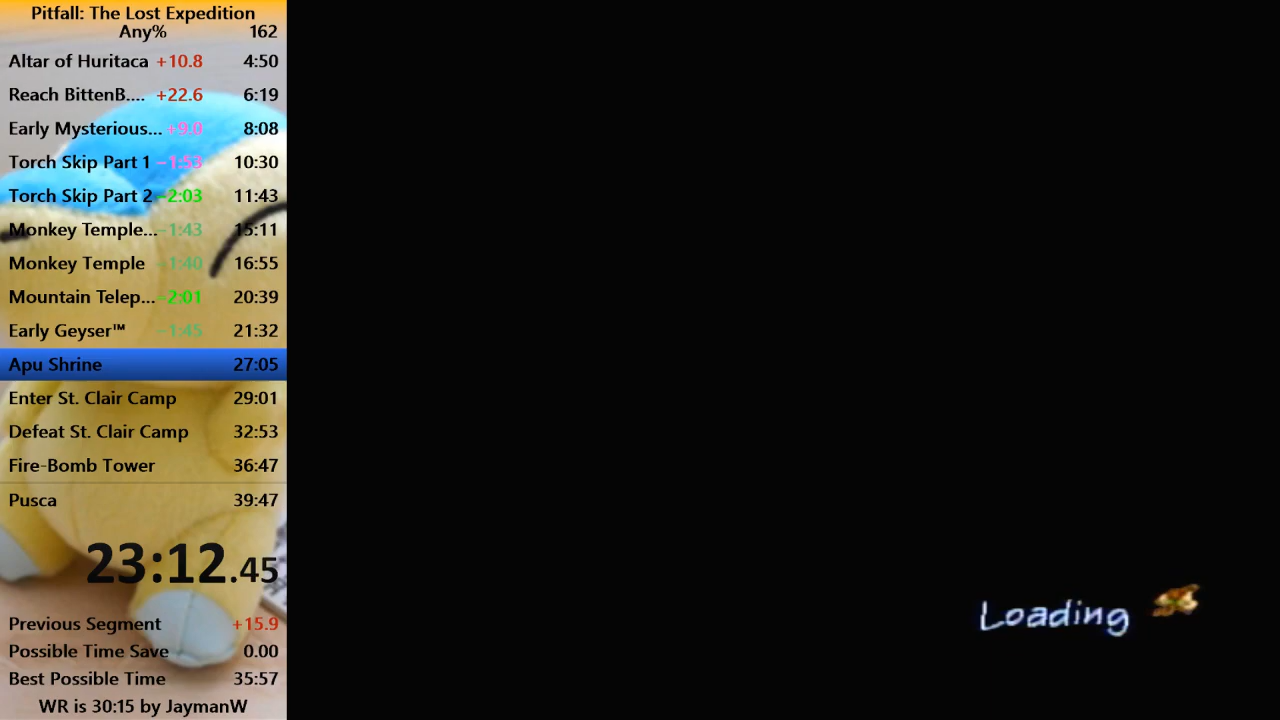 Pitfall: The Lost Expedition
Any% 162
Altar of Huritaca +10.8 4:50
Reach BittenB.... +22.6 6:19
Early Mysterious... +9.0 8:08
Torch Skip Part 1 −1:53 10:30
Torch Skip Part 2 −2:03 11:43
Monkey Temple... −1:43 15:11
Monkey Temple −1:40 16:55
Mountain Telep... −2:01 20:39
Early Geyser™ −1:45 21:32
Apu Shrine 27:05
Enter St. Clair Camp 29:01
Defeat St. Clair Camp 32:53
Fire-Bomb Tower 36:47
Pusca 39:47
23:12.45
Loading
Previous Segment +15.9
Possible Time Save 0.00
Best Possible Time 35:57
WR is 30:15 by JaymanW